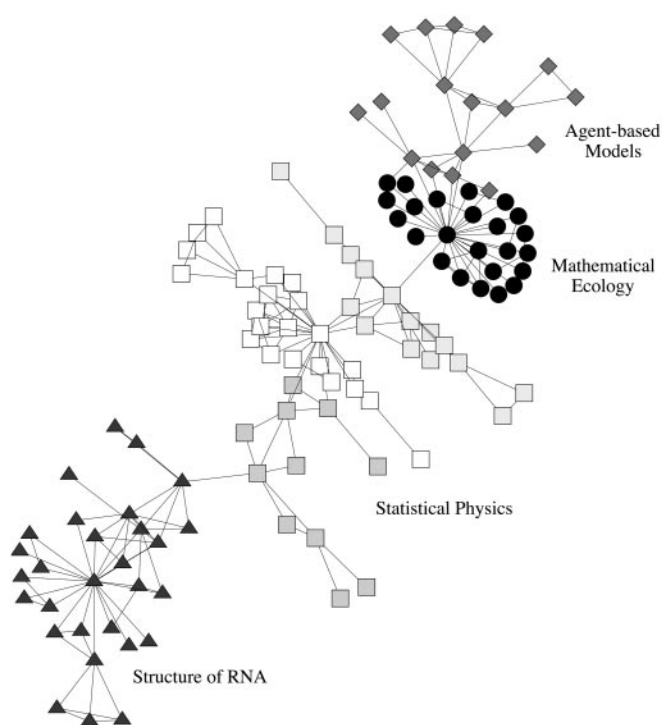 Agent-based
Models
Mathematical
Ecology
Statistical Physics
Structure of RNA